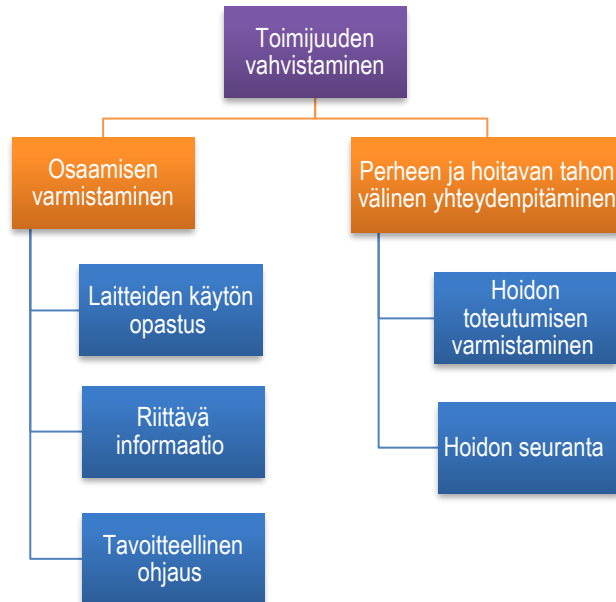 Toimijuuden
vahvistaminen
Osaamisen
varmistaminen
Perheen ja hoitavan tahon
välinen yhteydenpitäminen
Laitteiden käytön
opastus
Hoidon
toteutumisen
varmistaminen
Riittävä
informaatio
Hoidon seuranta
Tavoitteellinen
ohjaus